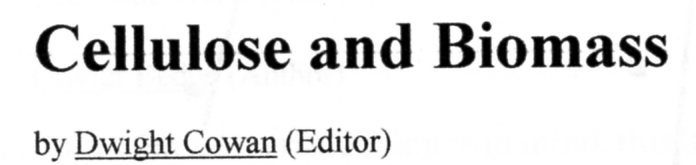 Cellulose and Biomass
by Dwight Cowan (Editor)